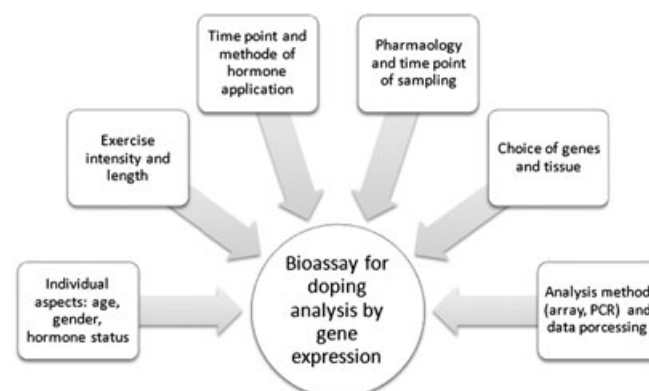 Time point and
methode of
hormone
application
Pharmaology
and time point
of sampling
Exercise
intensity and
length
Choice of genes
and tissue
Individual
aspects: age,
gender,
hormone status
Bioassay for
doping
analysis by
gene
expression
Analysis method
(array, PCR) and
data porcessing